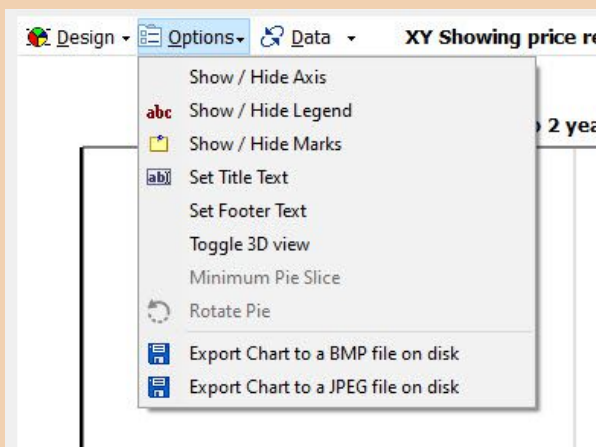 Design Options Data XY Showing price re
2 yea
Show / Hide Axis
abc Show / Hide Legend
Show / Hide Marks
ab Set Title Text
Set Footer Text
Toggle 3D view
Minimum Pie Slice
Rotate Pie
Export Chart to a BMP file on disk
Export Chart to a JPEG file on disk